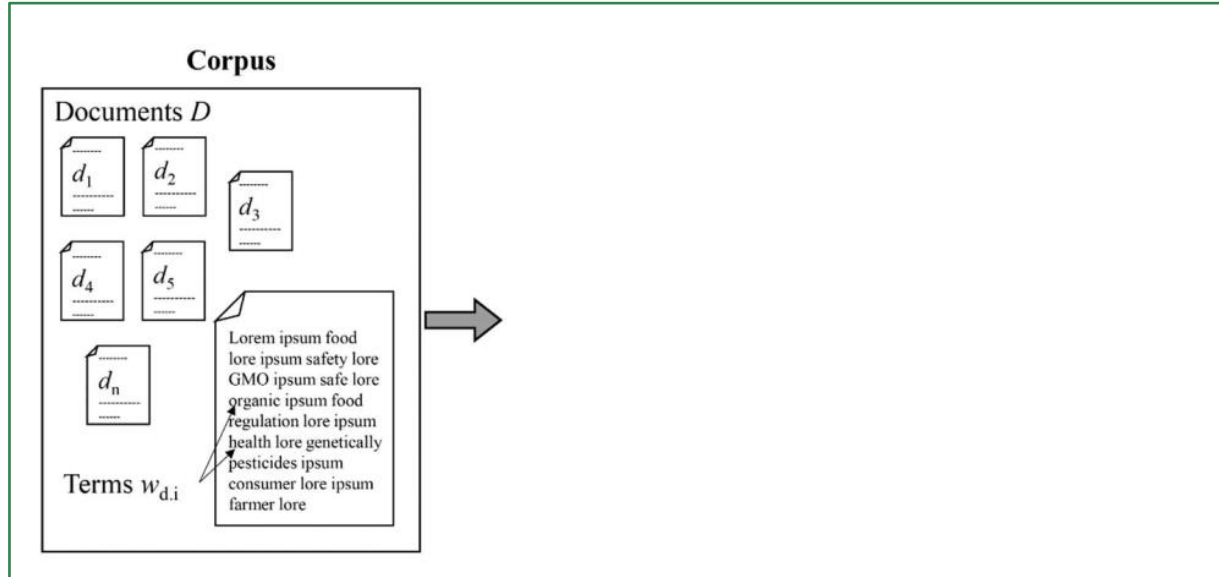 Corpus
Documents D
d1
d2
d3
d4
d5
dn
Lorem ipsum food
lore ipsum safety lore
GMO ipsum safe lore
organic ipsum food
regulation lore ipsum
health lore genetically
pesticides ipsum
consumer lore ipsum
farmer lore
Terms wd.i